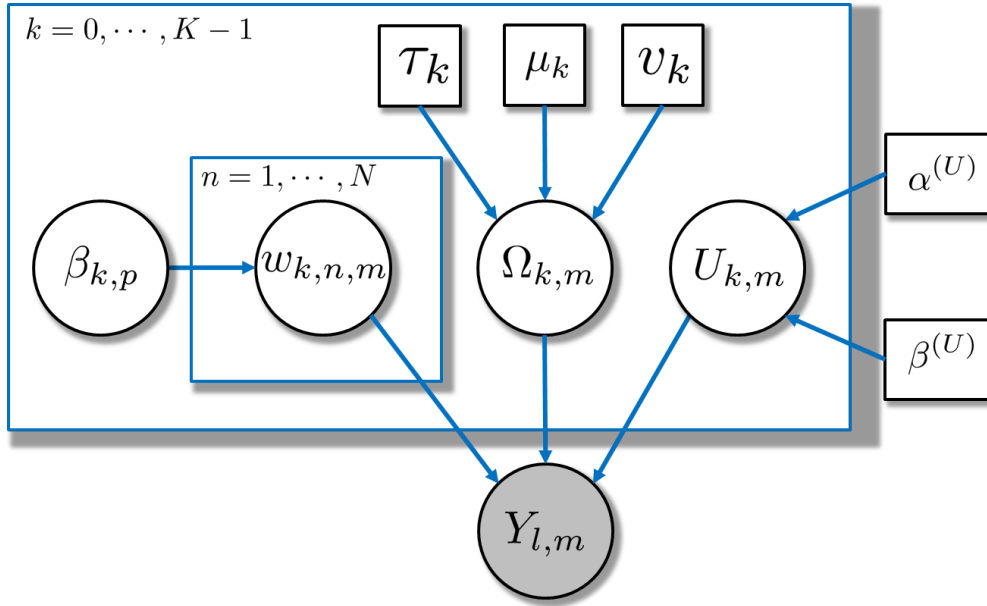 k = 0, ⋯ , K − 1
τ_k
μ_k
υ_k
α^{(U)}
n = 1, ⋯ , N
β_{k,p}
w_{k,n,m}
Ω_{k,m}
U_{k,m}
β^{(U)}
Y_{l,m}